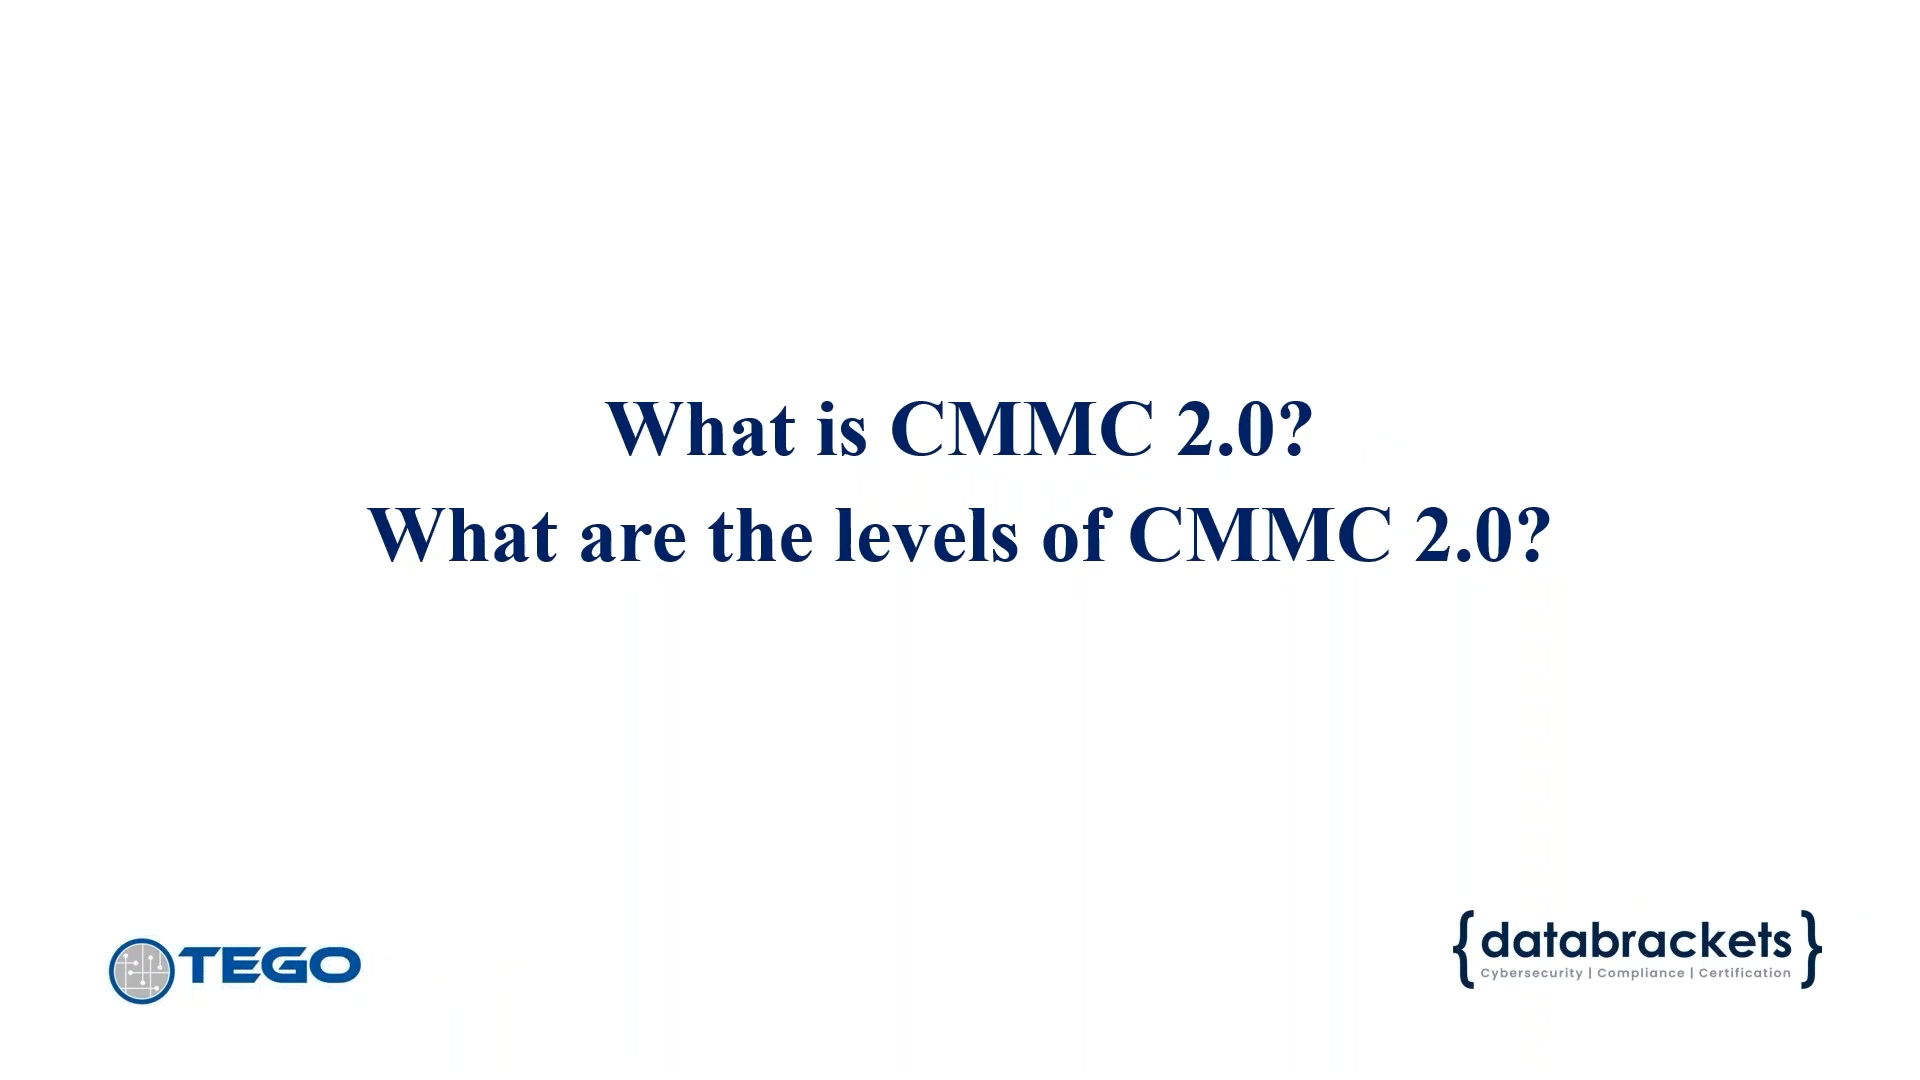 What is CMMC 2.0?
What are the levels of CMMC 2.0?
TEGO
{databrackets}
Cybersecurity | Compliance | Certification